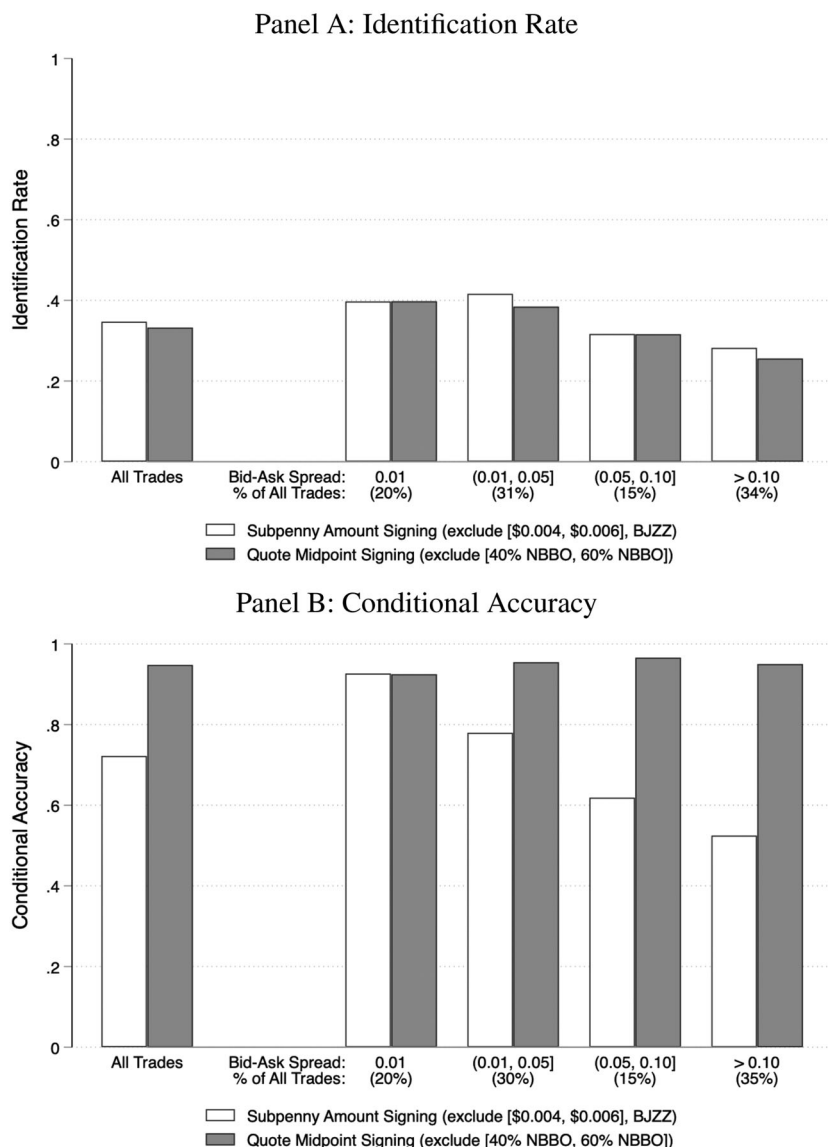 Panel A: Identification Rate
1
.8
.6
.4
.2
0
Identification Rate
All Trades
Bid-Ask Spread: 0.01 (0.01, 0.05] (0.05, 0.10] > 0.10
% of All Trades: (20%) (31%) (15%) (34%)
Subpenny Amount Signing (exclude [$0.004, $0.006], BJZZ)
Quote Midpoint Signing (exclude [40% NBBO, 60% NBBO])
Panel B: Conditional Accuracy
1
.8
.6
.4
.2
0
Conditional Accuracy
All Trades
Bid-Ask Spread: 0.01 (0.01, 0.05] (0.05, 0.10] > 0.10
% of All Trades: (20%) (30%) (15%) (35%)
Subpenny Amount Signing (exclude [$0.004, $0.006], BJZZ)
Quote Midpoint Signing (exclude [40% NBBO, 60% NBBO])